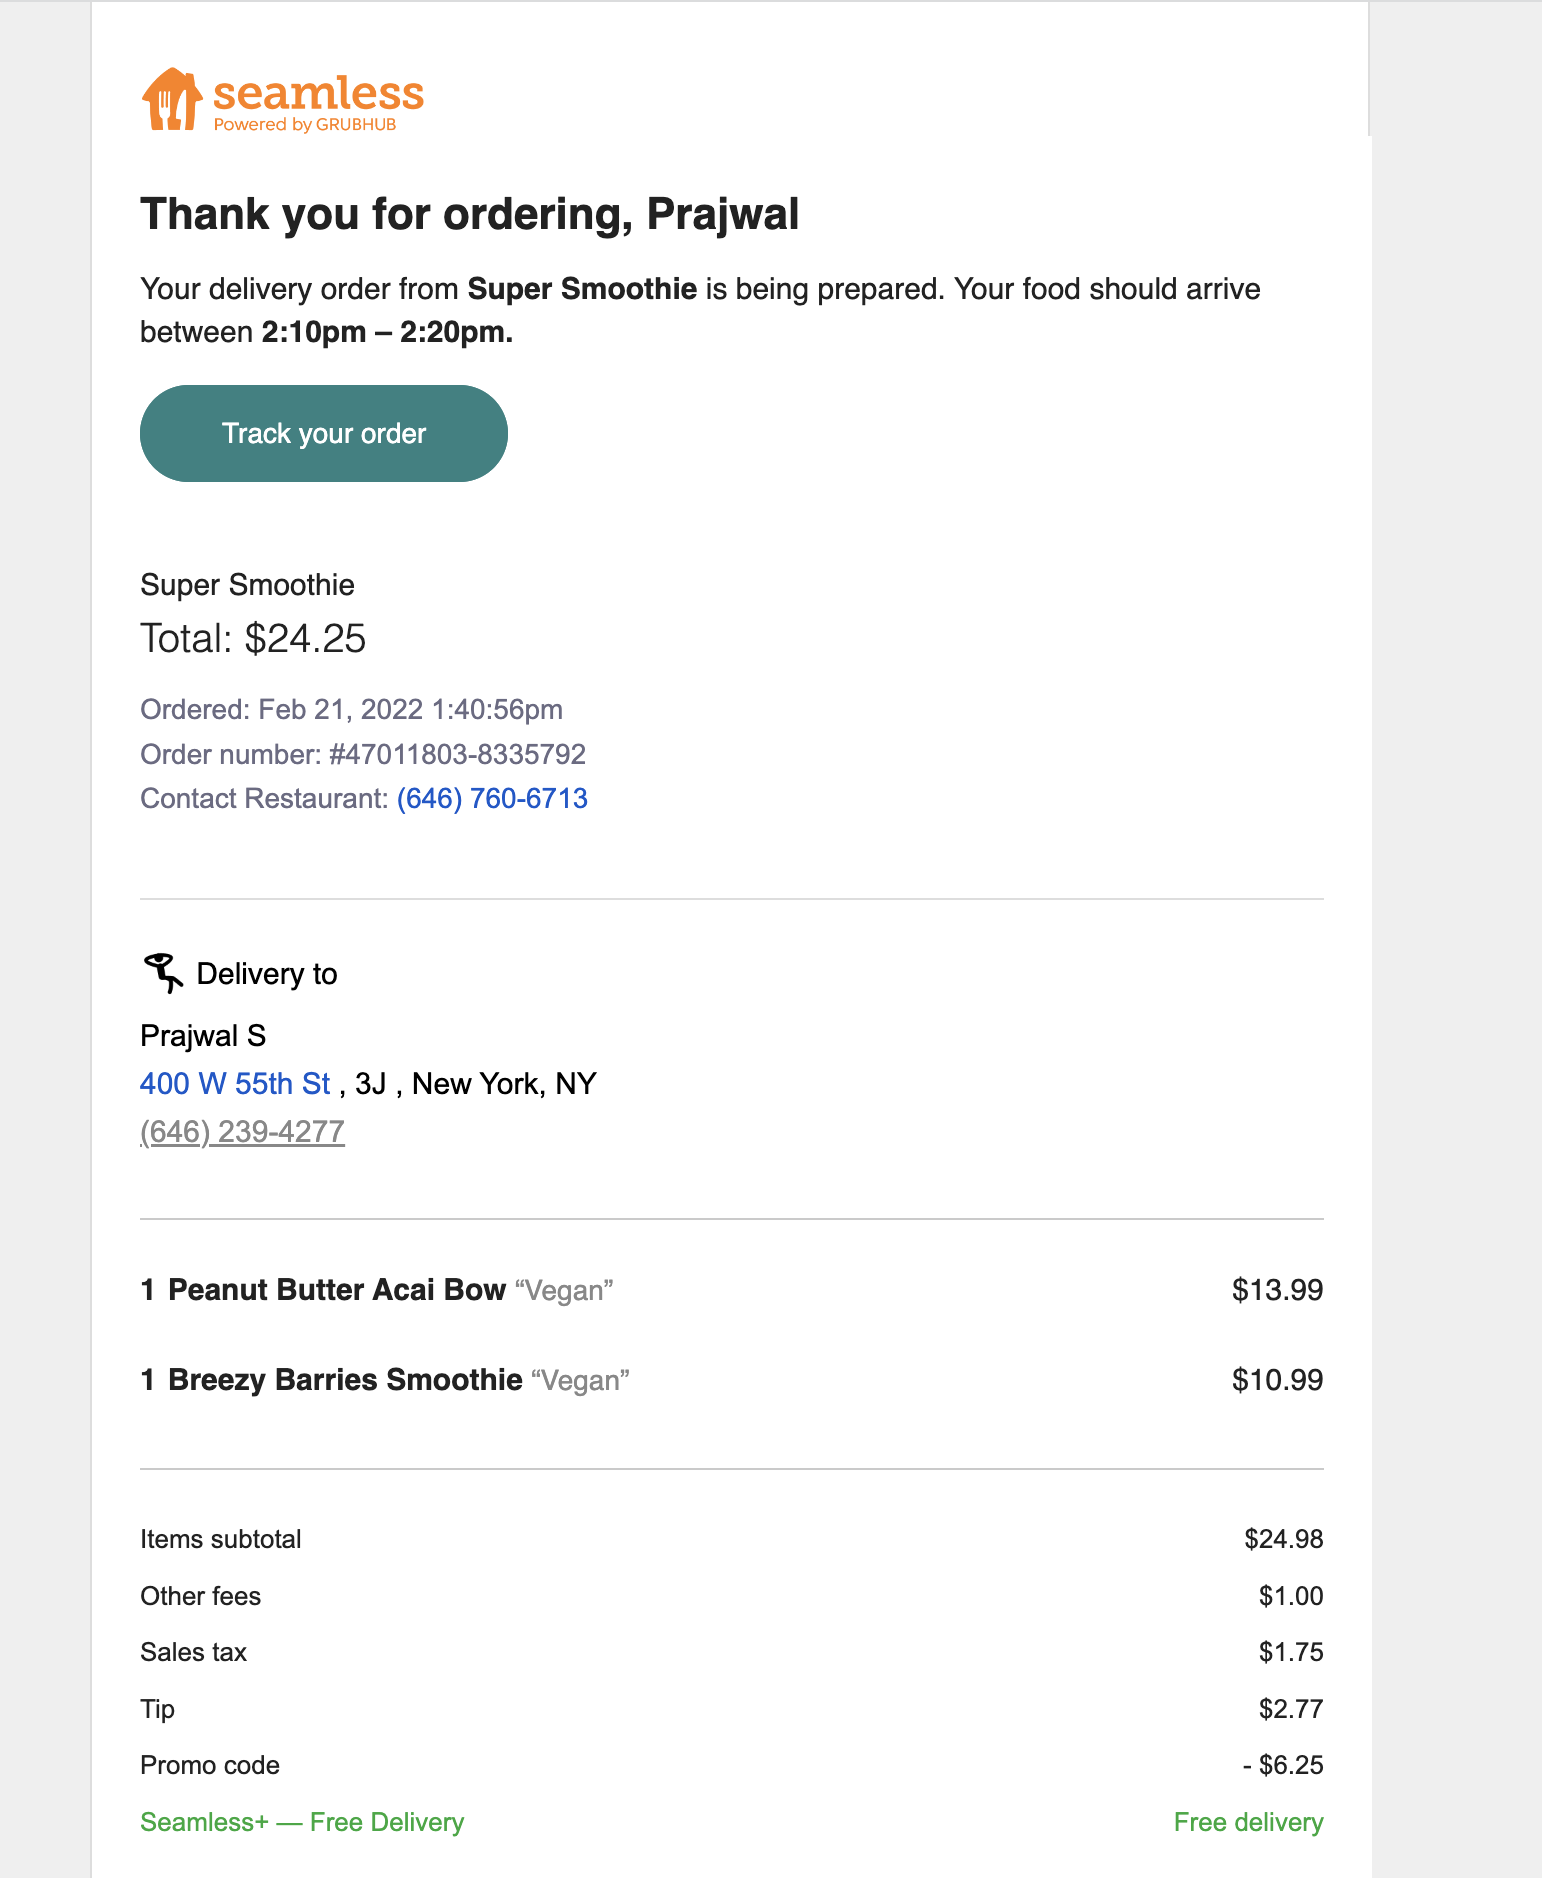 seamless
Powered by GRUBHUB
Thank you for ordering, Prajwal
Your delivery order from Super Smoothie is being prepared. Your food should arrive
between 2:10pm – 2:20pm.
Track your order
Super Smoothie
Total: $24.25
Ordered: Feb 21, 2022 1:40:56pm
Order number: #47011803-8335792
Contact Restaurant: (646) 760-6713
Delivery to
Prajwal S
400 W 55th St , 3J , New York, NY
(646) 239-4277
1 Peanut Butter Acai Bow “Vegan” $13.99
1 Breezy Barries Smoothie “Vegan” $10.99
Items subtotal $24.98
Other fees $1.00
Sales tax $1.75
Tip $2.77
Promo code - $6.25
Seamless+ — Free Delivery Free delivery